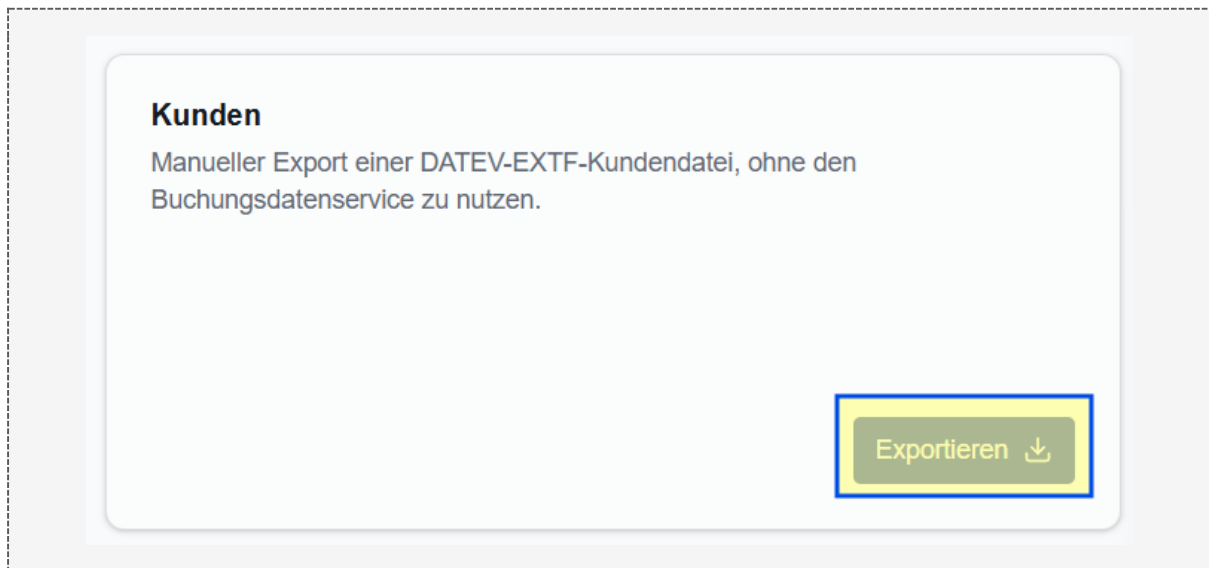 Kunden
Manueller Export einer DATEV-EXTF-Kundendatei, ohne den
Buchungsdatenservice zu nutzen.
Exportieren